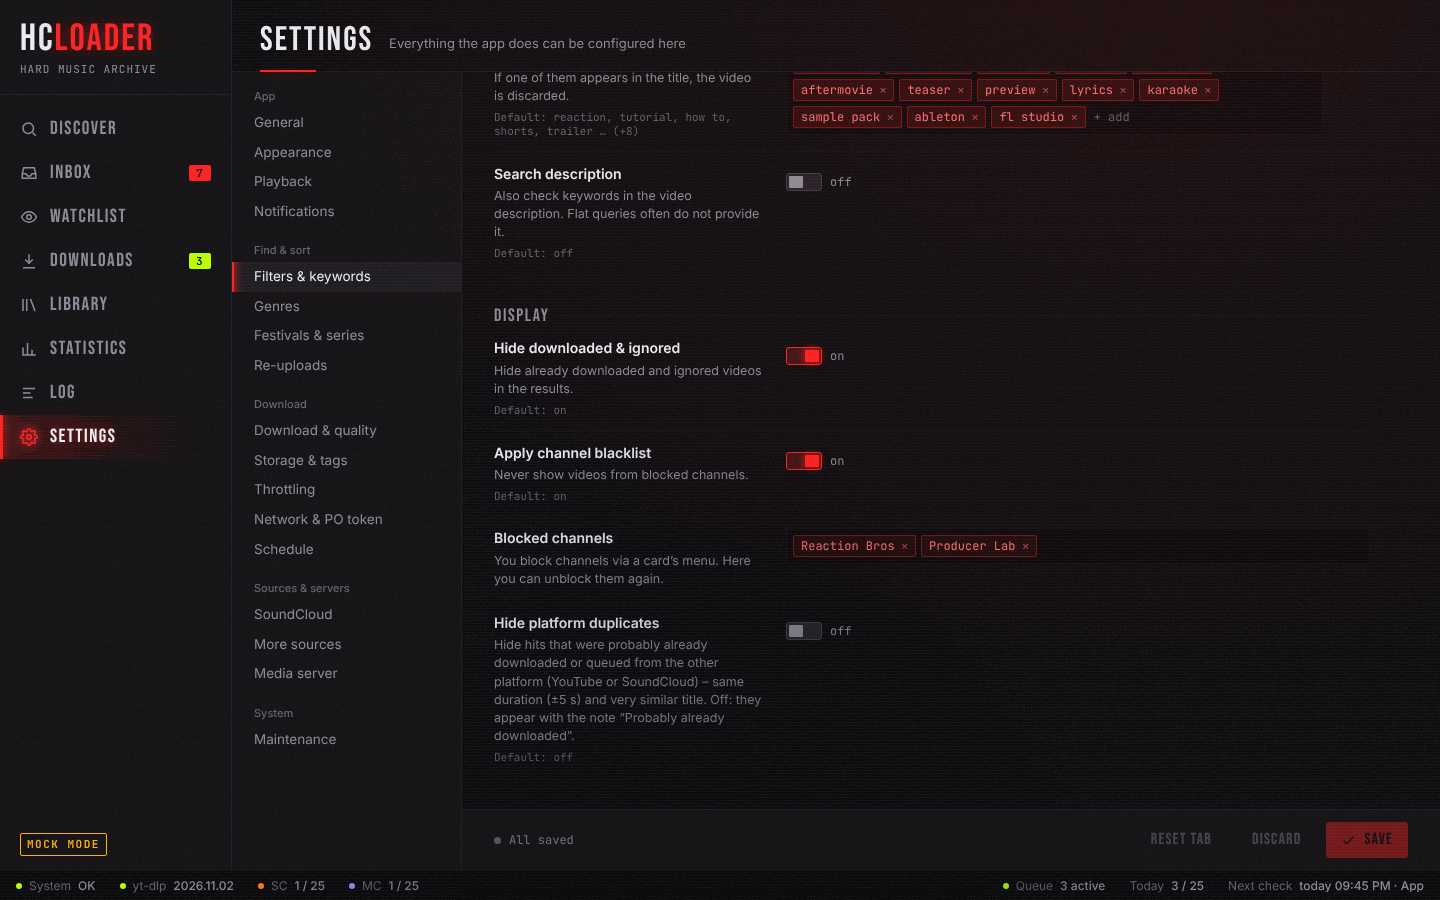 HCLOADER
HARD MUSIC ARCHIVE
DISCOVER
INBOX 7
WATCHLIST
DOWNLOADS 3
LIBRARY
STATISTICS
LOG
SETTINGS
MOCK MODE
SETTINGS Everything the app does can be configured here
App
General
Appearance
Playback
Notifications
Find & sort
Filters & keywords
Genres
Festivals & series
Re-uploads
Download
Download & quality
Storage & tags
Throttling
Network & PO token
Schedule
Sources & servers
SoundCloud
More sources
Media server
System
Maintenance
If one of them appears in the title, the video
is discarded.
Default: reaction, tutorial, how to,
shorts, trailer … (+8)
aftermovie × teaser × preview × lyrics × karaoke ×
sample pack × ableton × fl studio × + add
Search description
Also check keywords in the video
description. Flat queries often do not provide
it.
Default: off
off
DISPLAY
Hide downloaded & ignored
Hide already downloaded and ignored videos
in the results.
Default: on
on
Apply channel blacklist
Never show videos from blocked channels.
Default: on
on
Blocked channels
You block channels via a card’s menu. Here
you can unblock them again.
Reaction Bros × Producer Lab ×
Hide platform duplicates
Hide hits that were probably already
downloaded or queued from the other
platform (YouTube or SoundCloud) – same
duration (±5 s) and very similar title. Off: they
appear with the note “Probably already
downloaded”.
Default: off
off
All saved
RESET TAB DISCARD SAVE
System OK yt-dlp 2026.11.02 SC 1 / 25 MC 1 / 25 Queue 3 active Today 3 / 25 Next check today 09:45 PM · App